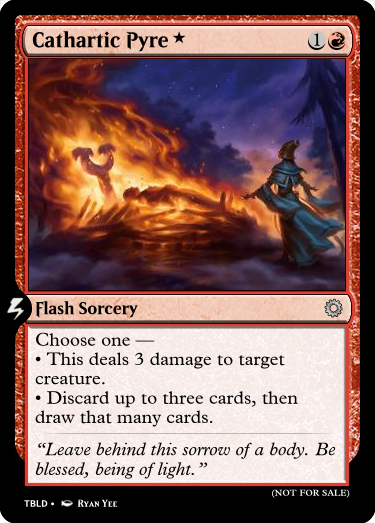 Cathartic Pyre★ 1
Flash Sorcery
Choose one —
• This deals 3 damage to target
creature.
• Discard up to three cards, then
draw that many cards.
“Leave behind this sorrow of a body. Be
blessed, being of light.”
(NOT FOR SALE)
TBLD • Ryan Yee